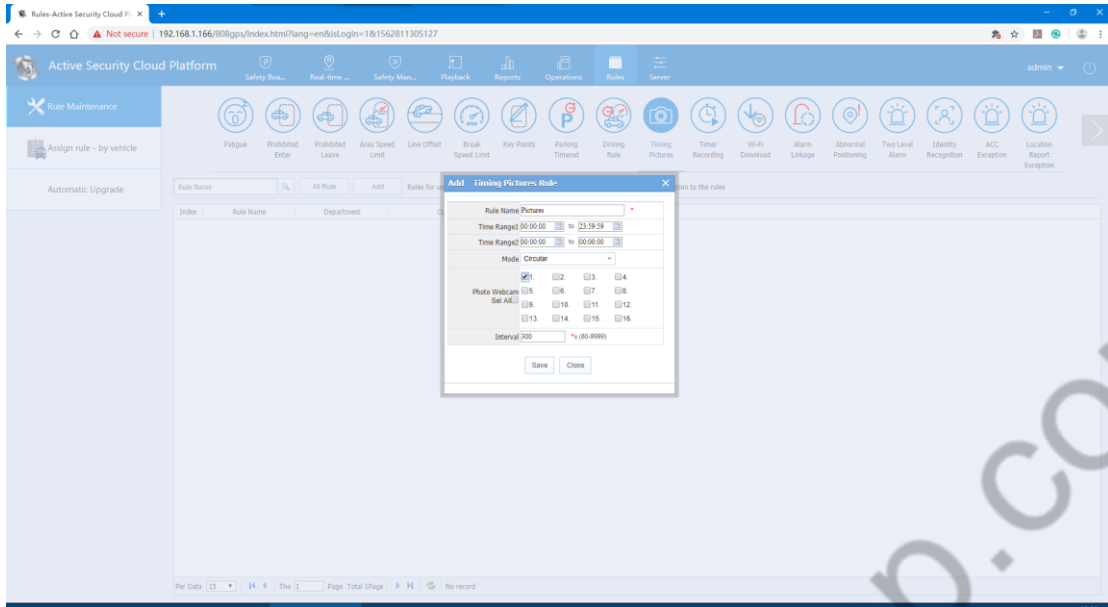 Rules-Active Security Cloud Pl
Not secure | 192.168.1.166/808gps/index.html?lang=en&isLogin=1&1562811305127
Active Security Cloud Platform
Safety Boa... Real-time ... Safety Man... Playback Reports Operations Rules Server
admin
Rule Maintenance
Assign rule - by vehicle
Automatic Upgrade
Fatigue Prohibited Enter Prohibited Leave Area Speed Limit Line Offset Break Speed Limit Key Points Parking Timeout Driving Rule Timing Pictures Timer Recording Wi-Fi Download Alarm Linkage Abnormal Positioning Two Level Alarm Identity Recognition ACC Exception Location Report Exception
Rule Name All Rule Add Rules for tion to the rules
Index Rule Name Department
Add Timing Pictures Rule
Rule Name Pictures *
Time Range1 00:00:00 to 23:59:59
Time Range2 00:00:00 to 00:00:00
Mode Circular
Photo Webcam
Sel All
1. 2. 3. 4.
5. 6. 7. 8.
9. 10. 11. 12.
13. 14. 15. 16.
Interval 300 *s (60-9999)
Save Close
Per Data 15 The 1 Page Total 1Page No record
p.co